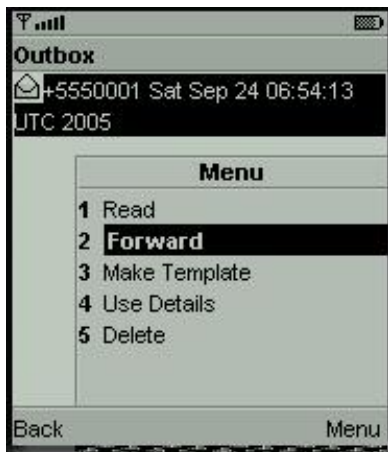 Outbox
+5550001 Sat Sep 24 06:54:13
UTC 2005
Menu
1 Read
2 Forward
3 Make Template
4 Use Details
5 Delete
Back Menu